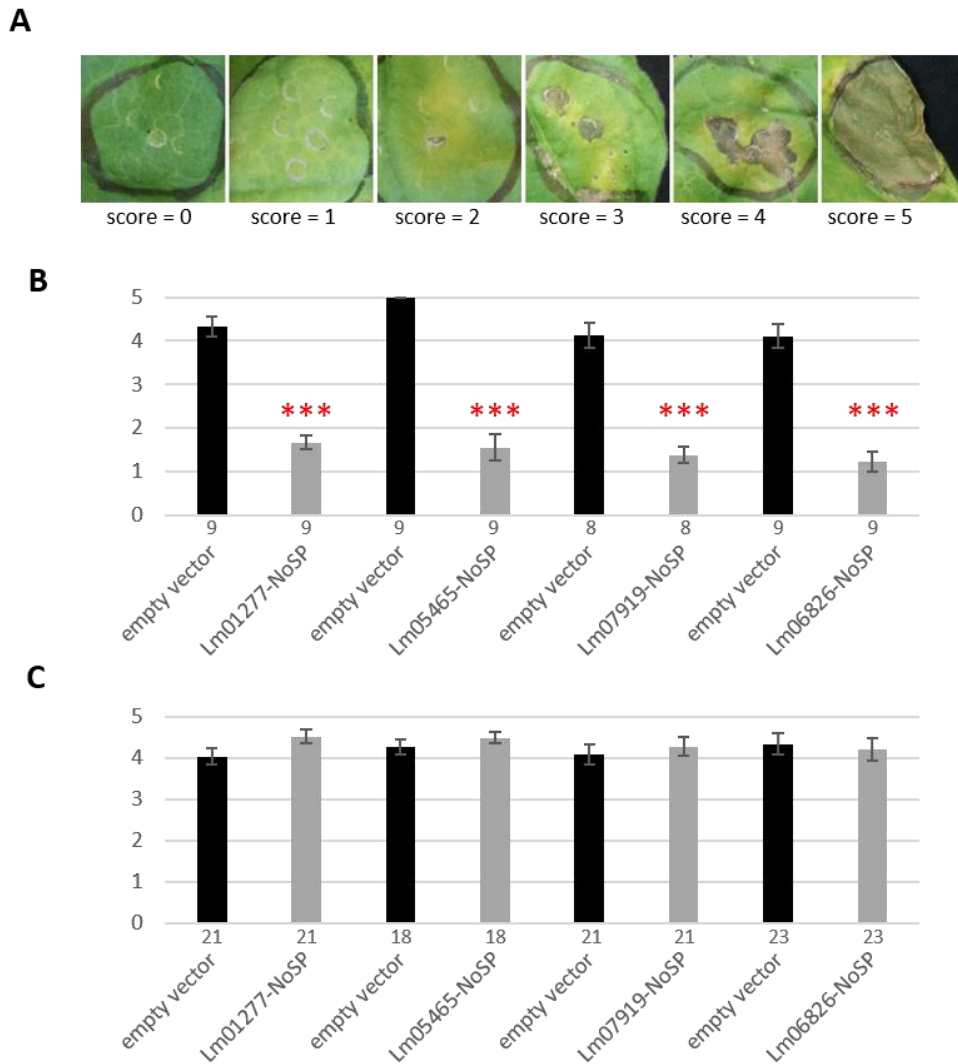 A
score = 0 score = 1 score = 2 score = 3 score = 4 score = 5
B
5
4
3
2
1
0
*** *** *** ***
9 9 9 9 8 8 9 9
empty vector Lm01277-NoSP empty vector Lm05465-NoSP empty vector Lm07919-NoSP empty vector Lm06826-NoSP
C
5
4
3
2
1
0
21 21 18 18 21 21 23 23
empty vector Lm01277-NoSP empty vector Lm05465-NoSP empty vector Lm07919-NoSP empty vector Lm06826-NoSP